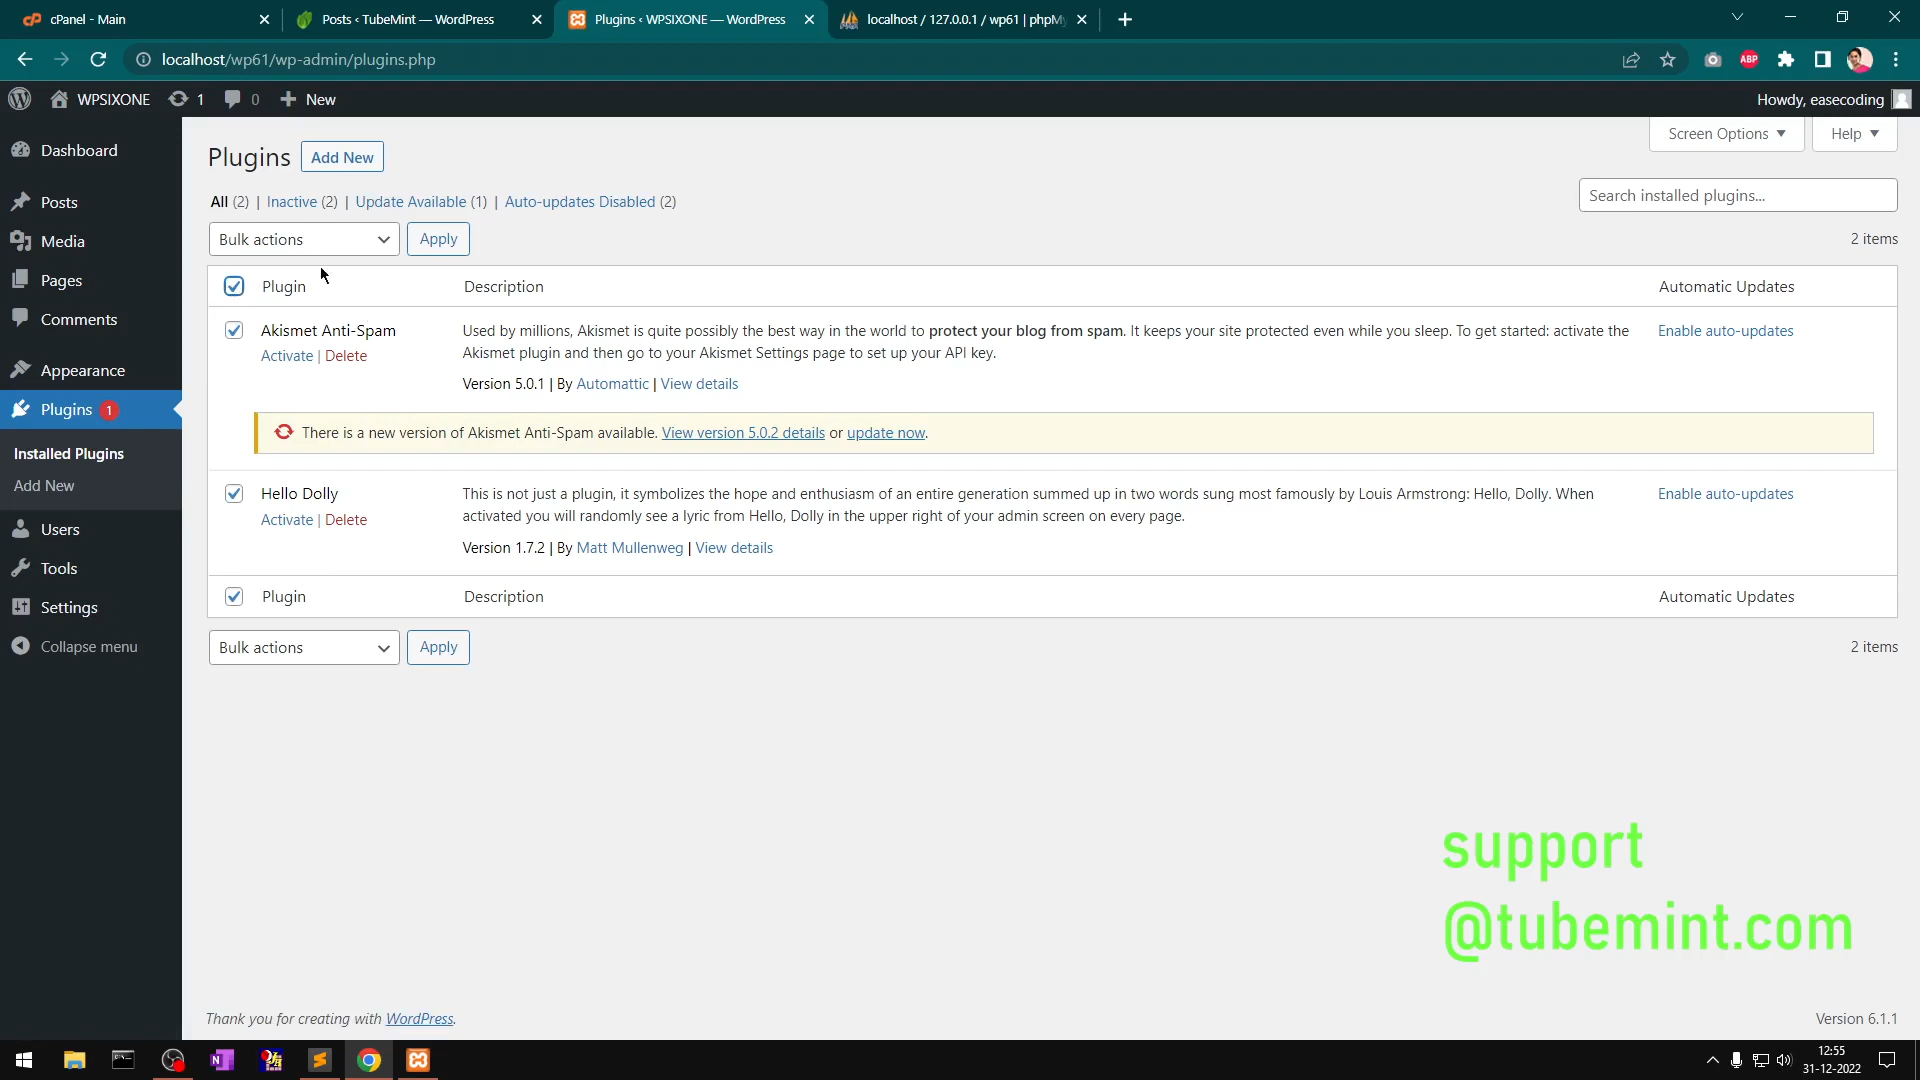 cPanel - Main
Posts ‹ TubeMint — WordPress
Plugins ‹ WPSIXONE — WordPress
localhost / 127.0.0.1 / wp61 | phpMy
localhost/wp61/wp-admin/plugins.php
ABP
WPSIXONE
1
0
New
Howdy, easecoding
Screen Options
Help
Dashboard
Posts
Media
Pages
Comments
Appearance
Plugins 1
Installed Plugins
Add New
Users
Tools
Settings
Collapse menu
Plugins
Add New
All (2) | Inactive (2) | Update Available (1) | Auto-updates Disabled (2)
Search installed plugins...
Bulk actions
Apply
2 items
Plugin
Description
Automatic Updates
Akismet Anti-Spam
Activate | Delete
Used by millions, Akismet is quite possibly the best way in the world to protect your blog from spam. It keeps your site protected even while you sleep. To get started: activate the
Akismet plugin and then go to your Akismet Settings page to set up your API key.
Version 5.0.1 | By Automattic | View details
Enable auto-updates
There is a new version of Akismet Anti-Spam available. View version 5.0.2 details or update now.
Hello Dolly
Activate | Delete
This is not just a plugin, it symbolizes the hope and enthusiasm of an entire generation summed up in two words sung most famously by Louis Armstrong: Hello, Dolly. When
activated you will randomly see a lyric from Hello, Dolly in the upper right of your admin screen on every page.
Version 1.7.2 | By Matt Mullenweg | View details
Enable auto-updates
Plugin
Description
Automatic Updates
Bulk actions
Apply
2 items
support
@tubemint.com
Thank you for creating with WordPress.
Version 6.1.1
12:55
31-12-2022